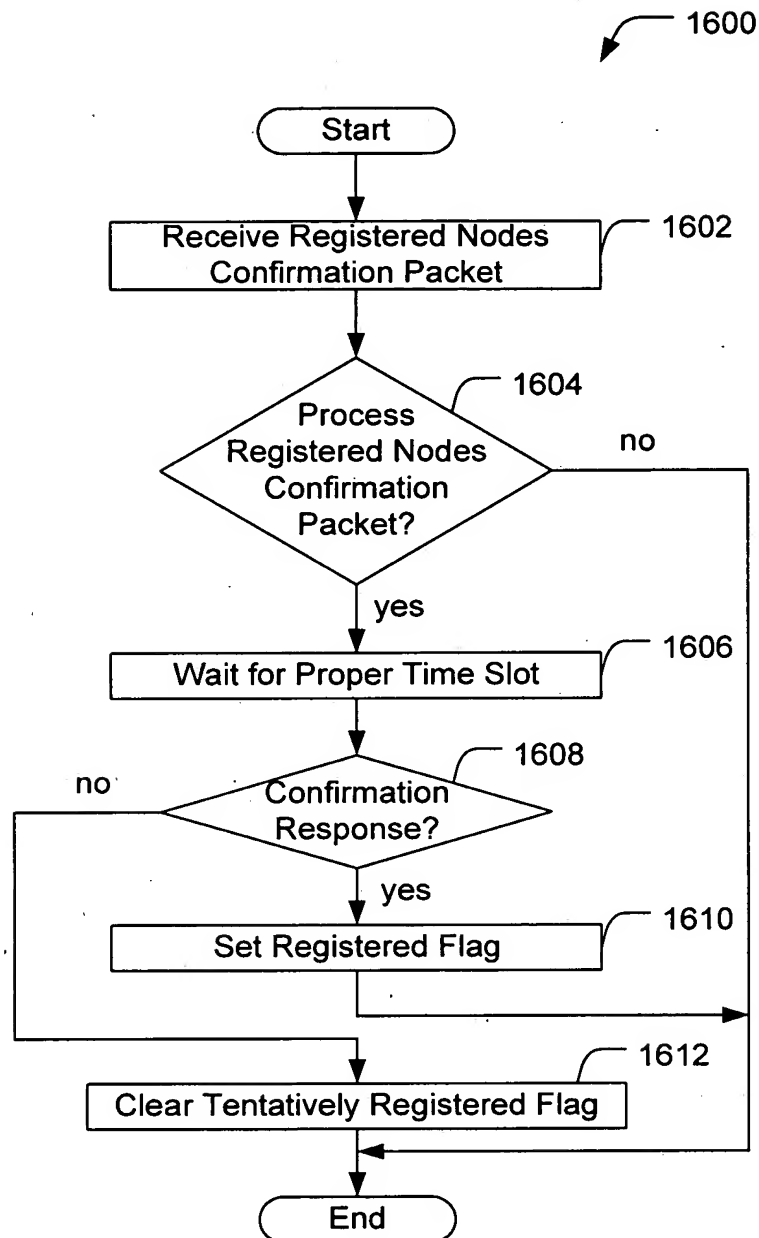 1600
Start
Receive Registered Nodes
Confirmation Packet
1602
1604
Process
Registered Nodes
Confirmation
Packet?
no
yes
Wait for Proper Time Slot
1606
1608
no
Confirmation
Response?
yes
Set Registered Flag
1610
1612
Clear Tentatively Registered Flag
End